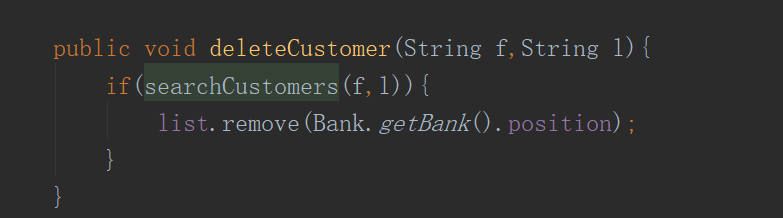 public void deleteCustomer(String f,String l){
if(searchCustomers(f,l)){
list.remove(Bank.getBank().position);
}
}